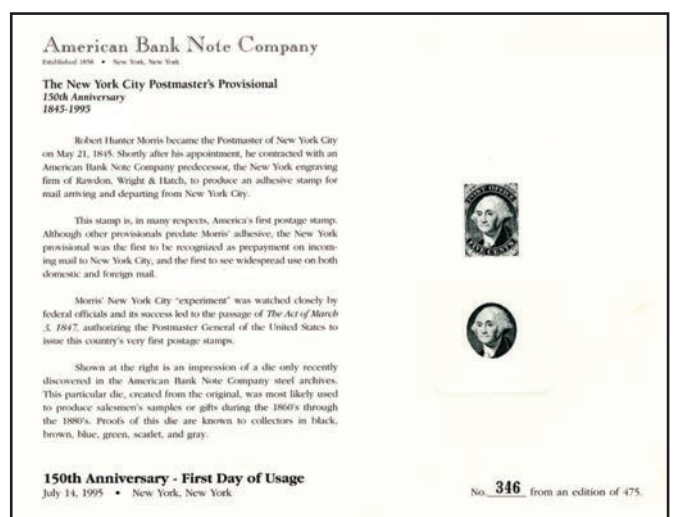 American Bank Note Company
Established 1858 • New York, New York
The New York City Postmaster's Provisional
150th Anniversary
1845-1995
Robert Hunter Morris became the Postmaster of New York City
on May 21, 1845. Shortly after his appointment, he contracted with an
American Bank Note Company predecessor, the New York engraving
firm of Rawdon, Wright & Hatch, to produce an adhesive stamp for
mail arriving and departing from New York City.
This stamp is, in many respects, America's first postage stamp.
Although other provisionals predate Morris' adhesive, the New York
provisional was the first to be recognized as prepayment on incom-
ing mail to New York City, and the first to see widespread use on both
domestic and foreign mail.
Morris' New York City "experiment" was watched closely by
federal officials and its success led to the passage of The Act of March
3, 1847, authorizing the Postmaster General of the United States to
issue this country's very first postage stamps.
Shown at the right is an impression of a die only recently
discovered in the American Bank Note Company steel archives.
This particular die, created from the original, was most likely used
to produce salesmen's samples or gifts during the 1860's through
the 1880's. Proofs of this die are known to collectors in black,
brown, blue, green, scarlet, and gray.
150th Anniversary - First Day of Usage
July 14, 1995 • New York, New York
POST OFFICE
FIVE CENTS
No. 346 from an edition of 475.